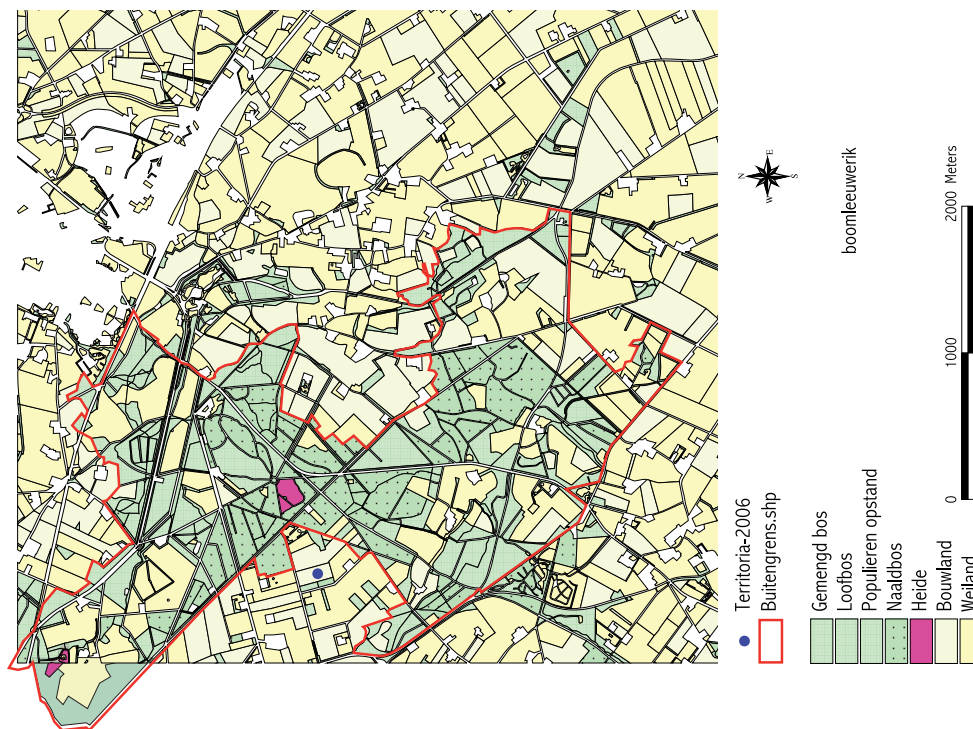 N
E
S
W
boomleeuwerik
Territoria-2006
Buitengrens.shp
Gemengd bos
Loofbos
Populieren opstand
Naaldbos
Heide
Bouwland
Weiland
0 1000 2000 Meters